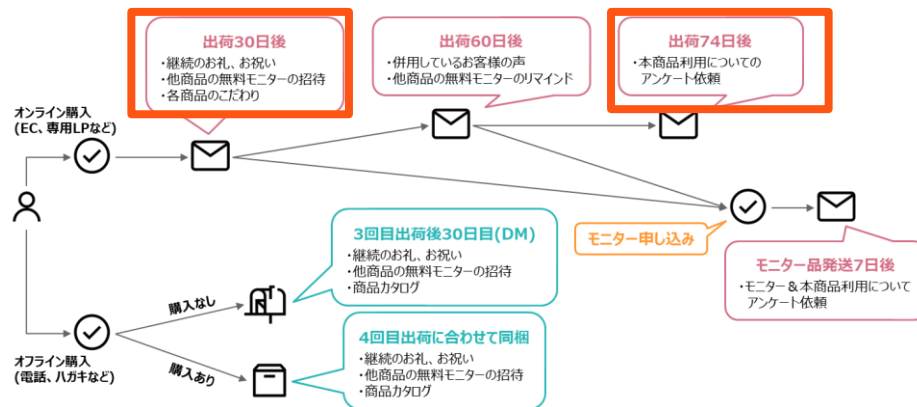 出荷30日後
・継続のお礼、お祝い
・他商品の無料モニターの招待
・各商品のこだわり
出荷60日後
・併用しているお客様の声
・他商品の無料モニターのリマインド
出荷74日後
・本商品利用についての
アンケート依頼
オンライン購入
(EC、専用LPなど)
モニター申し込み
モニター品発送7日後
・モニター＆本商品利用について
アンケート依頼
3回目出荷後30日目(DM)
・継続のお礼、お祝い
・他商品の無料モニターの招待
・商品カタログ
購入なし
4回目出荷に合わせて同梱
・継続のお礼、お祝い
・他商品の無料モニターの招待
・商品カタログ
購入あり
オフライン購入
(電話、ハガキなど)